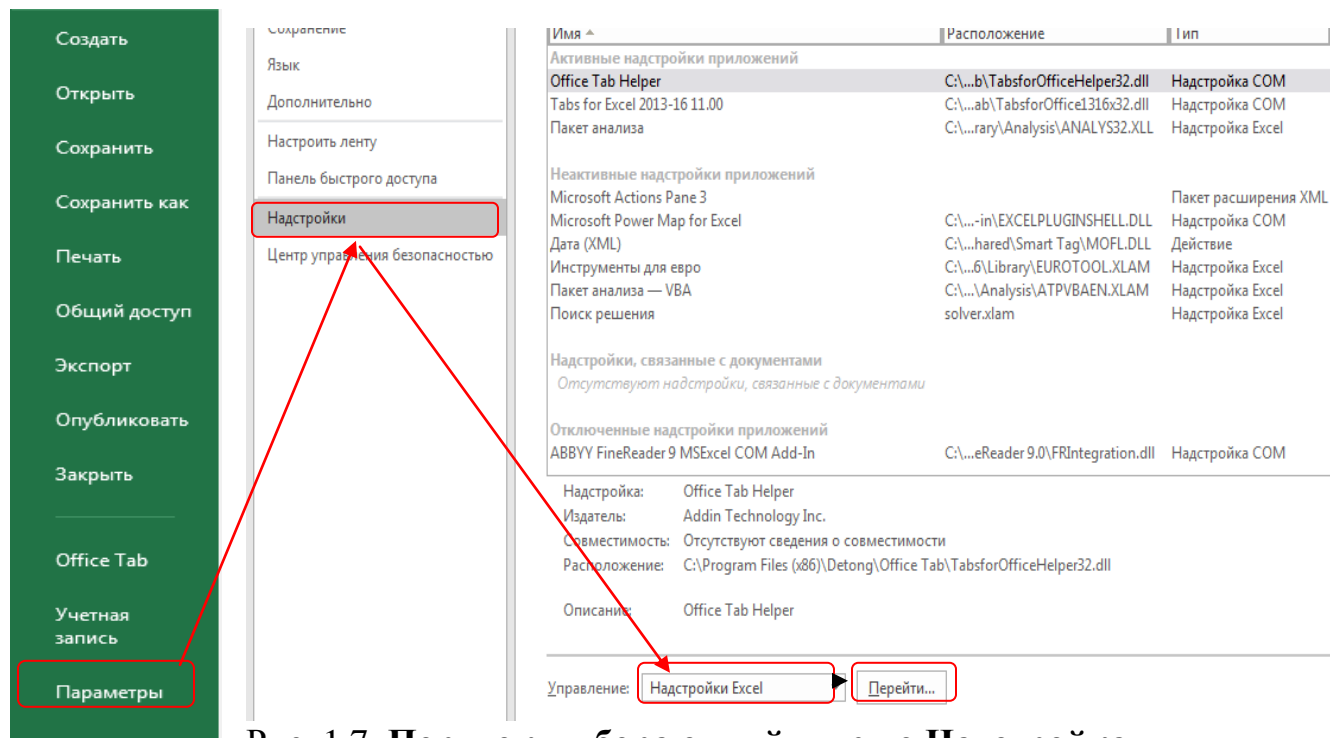 Создать
Открыть
Сохранить
Сохранить как
Печать
Общий доступ
Экспорт
Опубликовать
Закрыть
Office Tab
Учетная
запись
Параметры
Сохранение
Язык
Дополнительно
Настроить ленту
Панель быстрого доступа
Надстройки
Центр управления безопасностью
Имя Расположение Тип
Активные надстройки приложений
Office Tab Helper C:\...b\TabsforOfficeHelper32.dll Надстройка COM
Tabs for Excel 2013-16 11.00 C:\...ab\TabsforOffice1316x32.dll Надстройка COM
Пакет анализа C:\...rary\Analysis\ANALYS32.XLL Надстройка Excel
Неактивные надстройки приложений
Microsoft Actions Pane 3 Пакет расширения XML
Microsoft Power Map for Excel C:\...-in\EXCELPLUGINSHELL.DLL Надстройка COM
Дата (XML) C:\...hared\Smart Tag\MOFL.DLL Действие
Инструменты для евро C:\...6\Library\EUROTOOL.XLAM Надстройка Excel
Пакет анализа — VBA C:\...\Analysis\ATPVBAEN.XLAM Надстройка Excel
Поиск решения solver.xlam Надстройка Excel
Надстройки, связанные с документами
Отсутствуют надстройки, связанные с документами
Отключенные надстройки приложений
ABBYY FineReader 9 MSExcel COM Add-In C:\...eReader 9.0\FRIntegration.dll Надстройка COM
Надстройка: Office Tab Helper
Издатель: Addin Technology Inc.
Совместимость: Отсутствуют сведения о совместимости
Расположение: C:\Program Files (x86)\Detong\Office Tab\TabsforOfficeHelper32.dll
Описание: Office Tab Helper
Управление: Надстройки Excel Перейти...
Рис. 1.7.